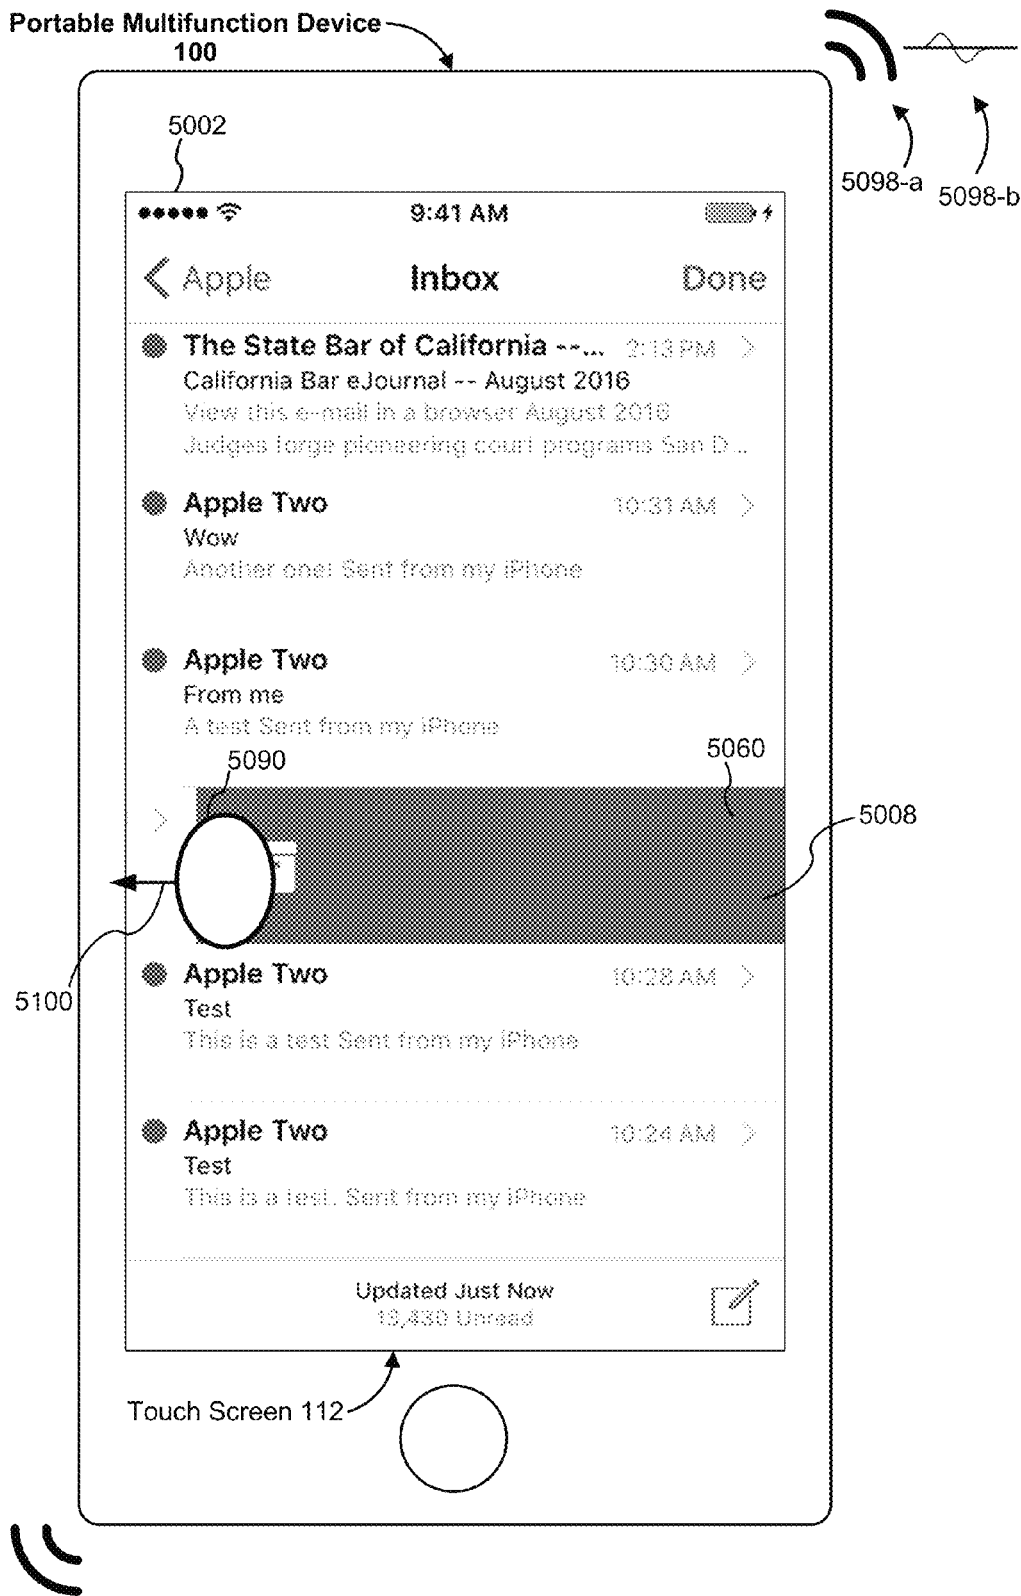 Portable Multifunction Device
100
5098-a
5098-b
5002
9:41 AM
Apple
Inbox
Done
The State Bar of California --... 2:13 PM
California Bar eJournal -- August 2016
View this e-mail in a browser August 2016
Judges forge pioneering court programs San D...
Apple Two 10:31 AM
Wow
Another one! Sent from my iPhone
Apple Two 10:30 AM
From me
A test Sent from my iPhone
5090
5060
5008
5100
Apple Two 10:28 AM
Test
This is a test Sent from my iPhone
Apple Two 10:24 AM
Test
This is a test. Sent from my iPhone
Updated Just Now
13,430 Unread
Touch Screen 112